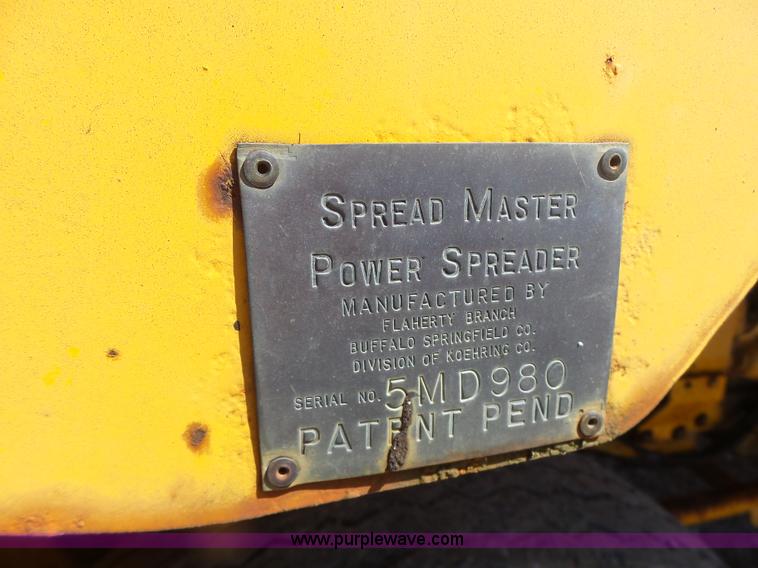 SPREAD MASTER
POWER SPREADER
MANUFACTURED BY
FLAHERTY BRANCH
BUFFALO SPRINGFIELD CO.
DIVISION OF KOEHRING CO.
SERIAL NO. 5MD980
PATENT PEND
www.purplewave.com